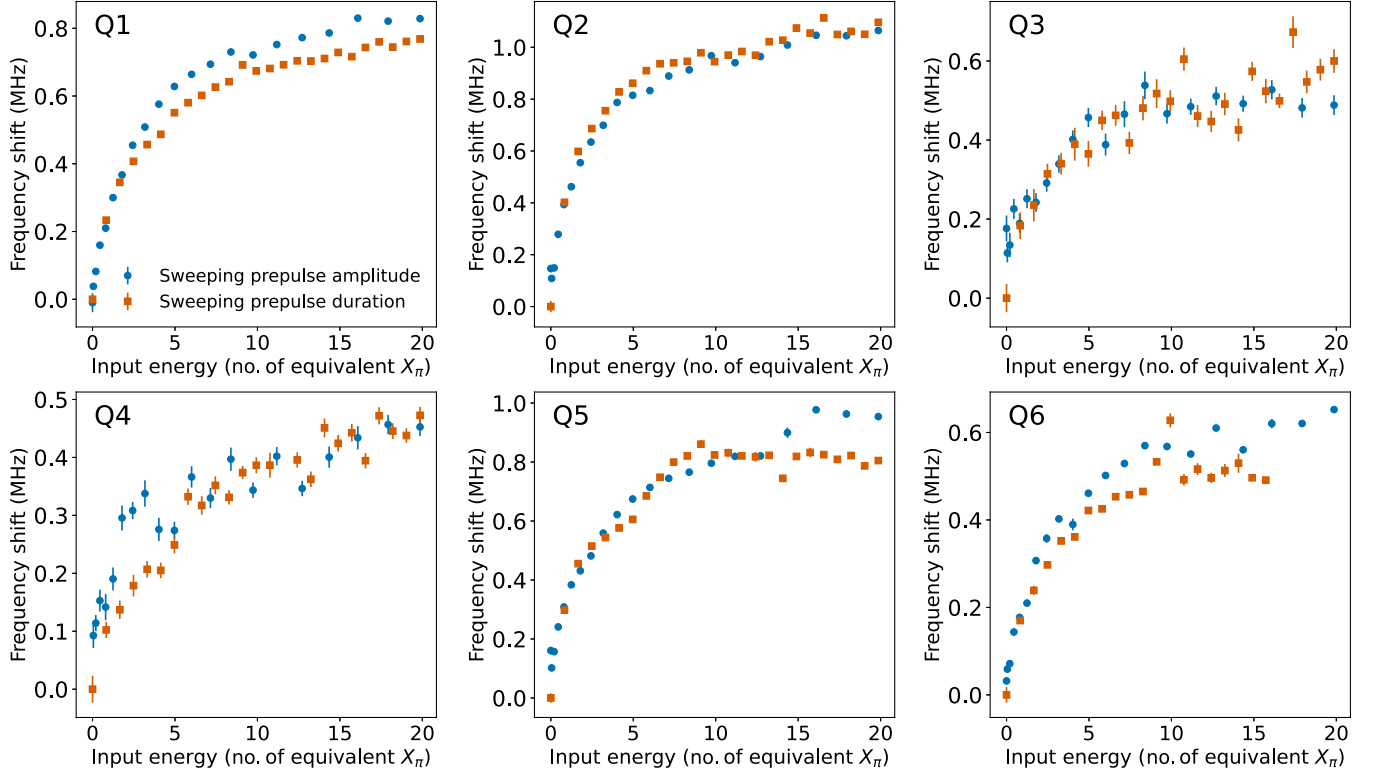 Q1
Frequency shift (MHz)
0.8
0.6
0.4
0.2
0.0
Sweeping prepulse amplitude
Sweeping prepulse duration
0 5 10 15 20
Input energy (no. of equivalent Xπ)
Q2
Frequency shift (MHz)
1.0
0.8
0.6
0.4
0.2
0.0
0 5 10 15 20
Input energy (no. of equivalent Xπ)
Q3
Frequency shift (MHz)
0.6
0.4
0.2
0.0
0 5 10 15 20
Input energy (no. of equivalent Xπ)
Q4
Frequency shift (MHz)
0.5
0.4
0.3
0.2
0.1
0.0
0 5 10 15 20
Input energy (no. of equivalent Xπ)
Q5
Frequency shift (MHz)
1.0
0.8
0.6
0.4
0.2
0.0
0 5 10 15 20
Input energy (no. of equivalent Xπ)
Q6
Frequency shift (MHz)
0.6
0.4
0.2
0.0
0 5 10 15 20
Input energy (no. of equivalent Xπ)